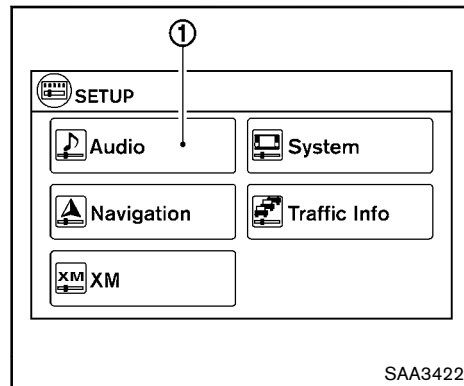 ①
SETUP
Audio
System
Navigation
Traffic Info
XM XM
SAA3422